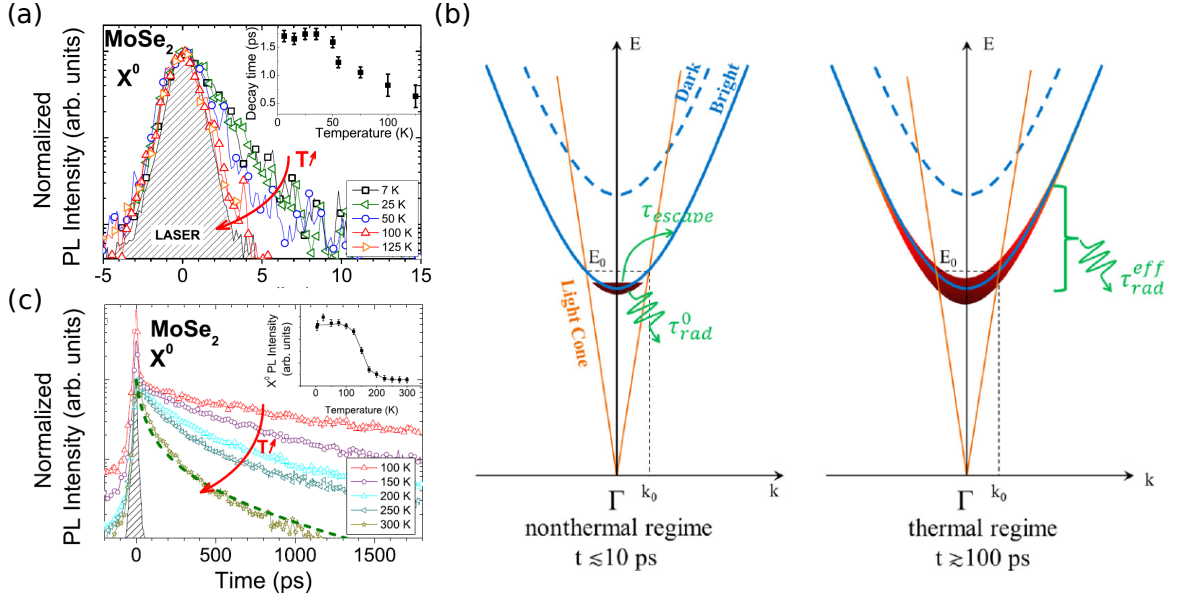 (a)
MoSe2
X0
Normalized
PL Intensity (arb. units)
LASER
T
7 K
25 K
50 K
100 K
125 K
-5 0 5 10 15
Decay time (ps)
1.5
1.0
0.5
0 50 100
Temperature (K)
(b)
E
Dark
Bright
τescape
E0
Light Cone
τ0rad
k0
k
Γ
nonthermal regime
t ≲10 ps
E
E0
τeffrad
k0
k
Γ
thermal regime
t ≳100 ps
(c)
MoSe2
X0
Normalized
PL Intensity (arb. units)
X0 PL Intensity
(arb. units)
0 100 200 300
Temperature (K)
T
100 K
150 K
200 K
250 K
300 K
0 500 1000 1500
Time (ps)